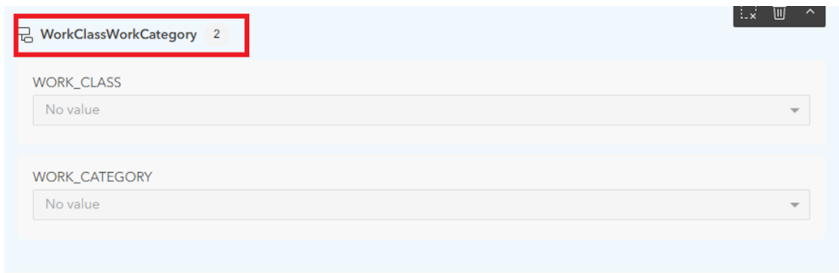 WorkClassWorkCategory 2
WORK_CLASS
No value
WORK_CATEGORY
No value